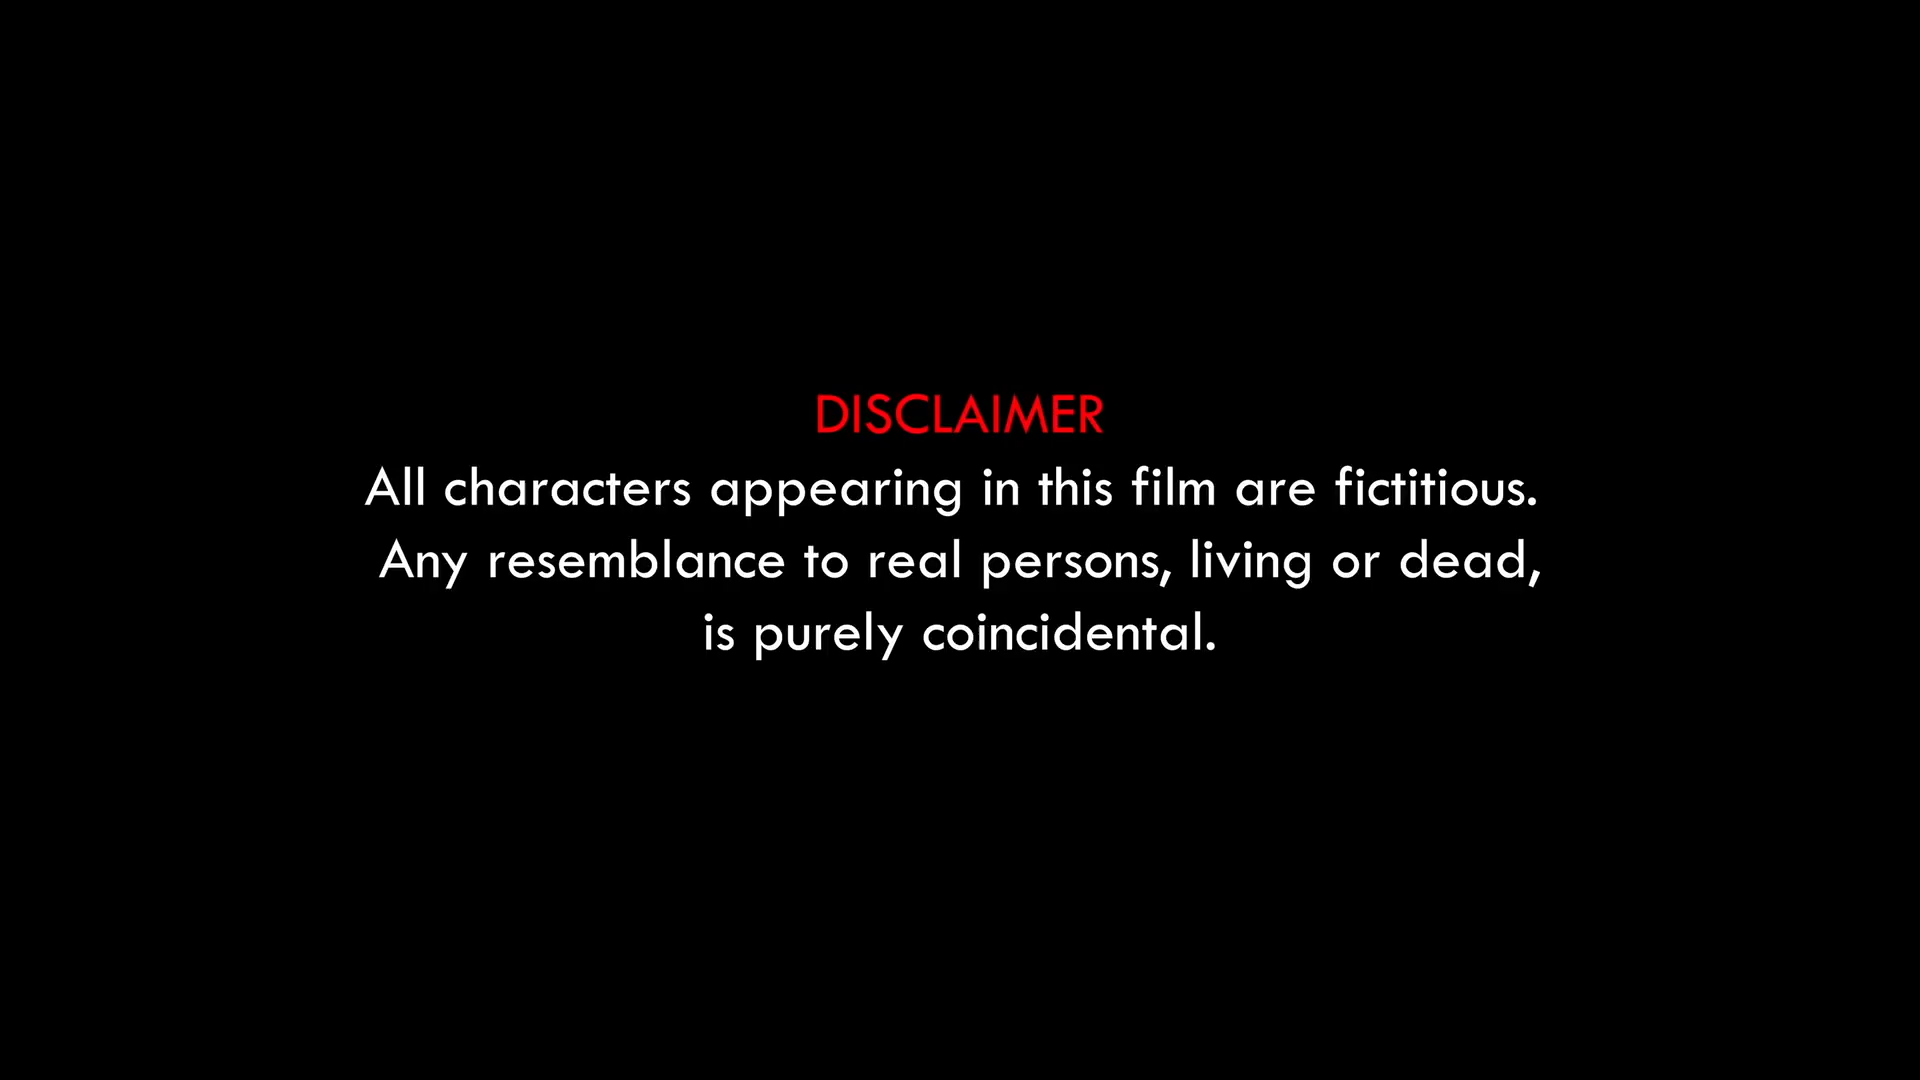 DISCLAIMER
All characters appearing in this film are fictitious.
Any resemblance to real persons, living or dead,
is purely coincidental.